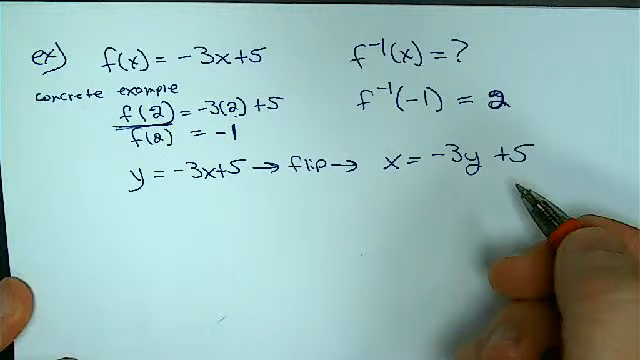 ex) f(x) = -3x+5 f⁻¹(x) = ?
concrete example
f(2) = -3(2) + 5 f⁻¹(-1) = 2
f(2) = -1
y = -3x+5 → flip → x = -3y +5